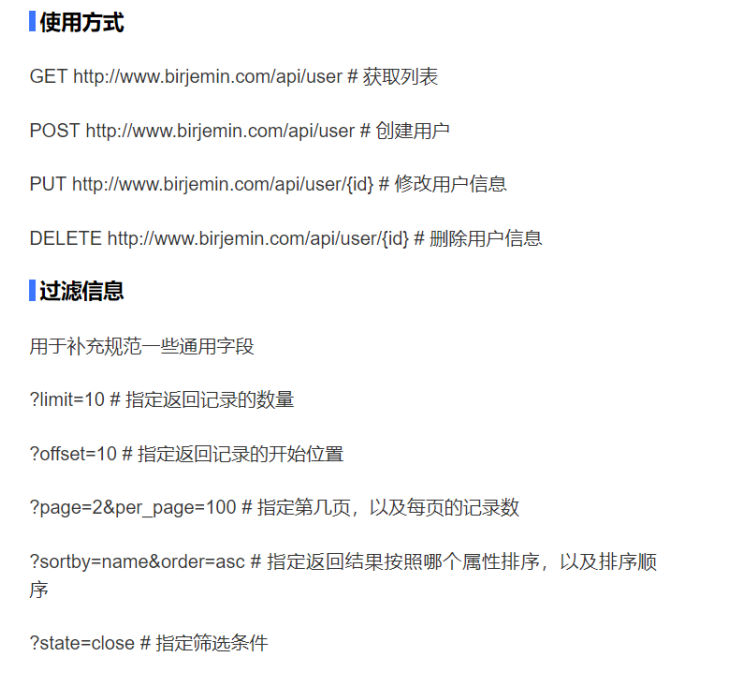 使用方式
GET http://www.birjemin.com/api/user # 获取列表
POST http://www.birjemin.com/api/user # 创建用户
PUT http://www.birjemin.com/api/user/{id} # 修改用户信息
DELETE http://www.birjemin.com/api/user/{id} # 删除用户信息
过滤信息
用于补充规范一些通用字段
?limit=10 # 指定返回记录的数量
?offset=10 # 指定返回记录的开始位置
?page=2&per_page=100 # 指定第几页，以及每页的记录数
?sortby=name&order=asc # 指定返回结果按照哪个属性排序，以及排序顺
序
?state=close # 指定筛选条件